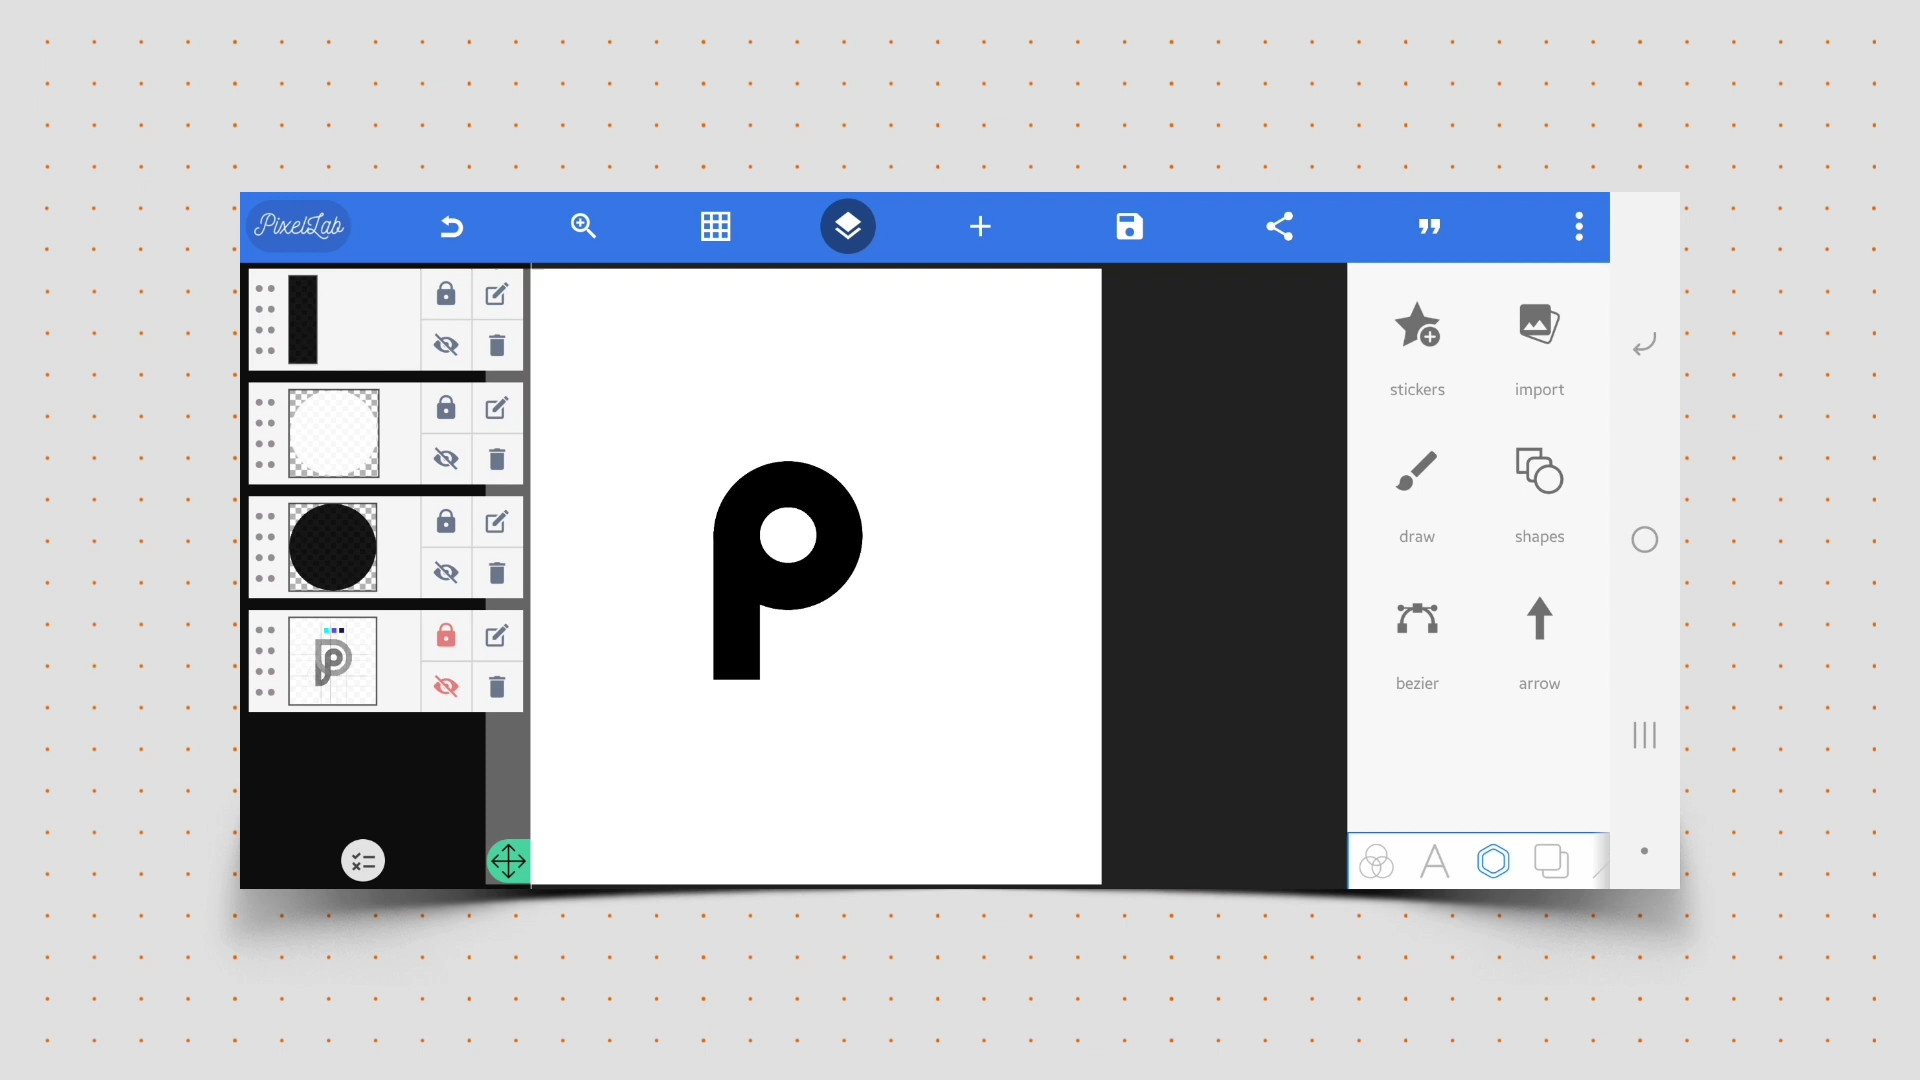 PixelLab
stickers
import
draw
shapes
bezier
arrow
P